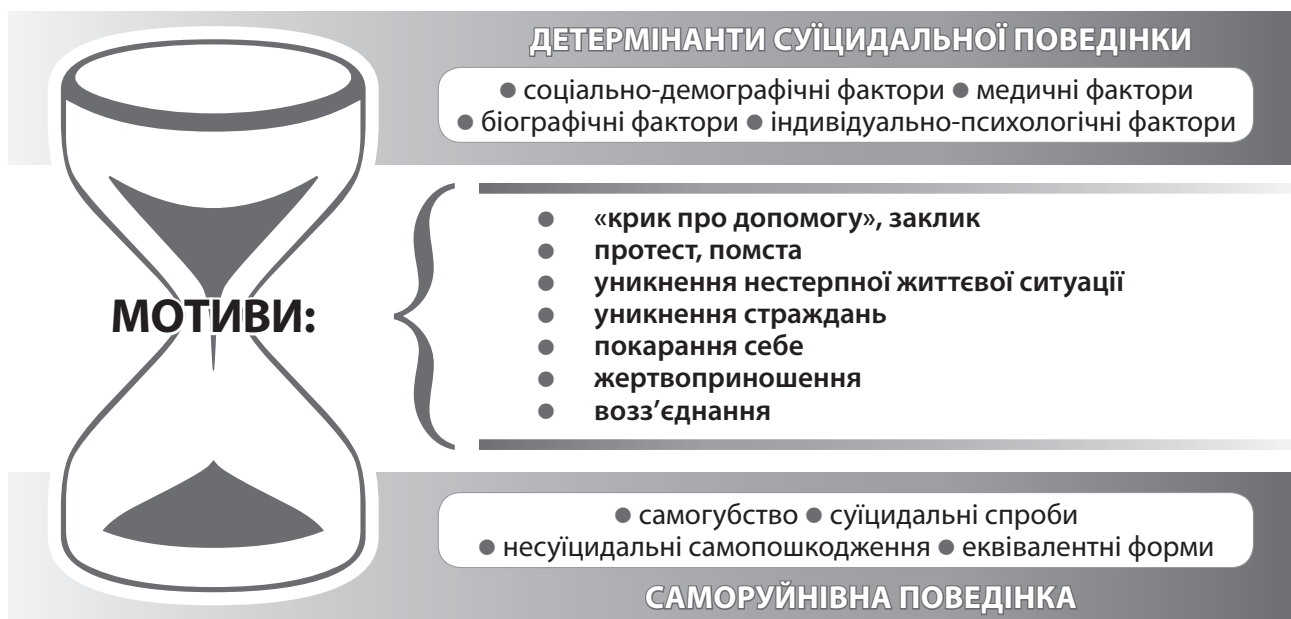 ДЕТЕРМІНАНТИ СУЇЦИДАЛЬНОЇ ПОВЕДІНКИ
● соціально-демографічні фактори ● медичні фактори
● біографічні фактори ● індивідуально-психологічні фактори
МОТИВИ:
● «крик про допомогу», заклик
● протест, помста
● уникнення нестерпної життєвої ситуації
● уникнення страждань
● покарання себе
● жертвоприношення
● возз’єднання
● самогубство ● суїцидальні спроби
● несуїцидальні самопошкодження ● еквівалентні форми
САМОРУЙНІВНА ПОВЕДІНКА